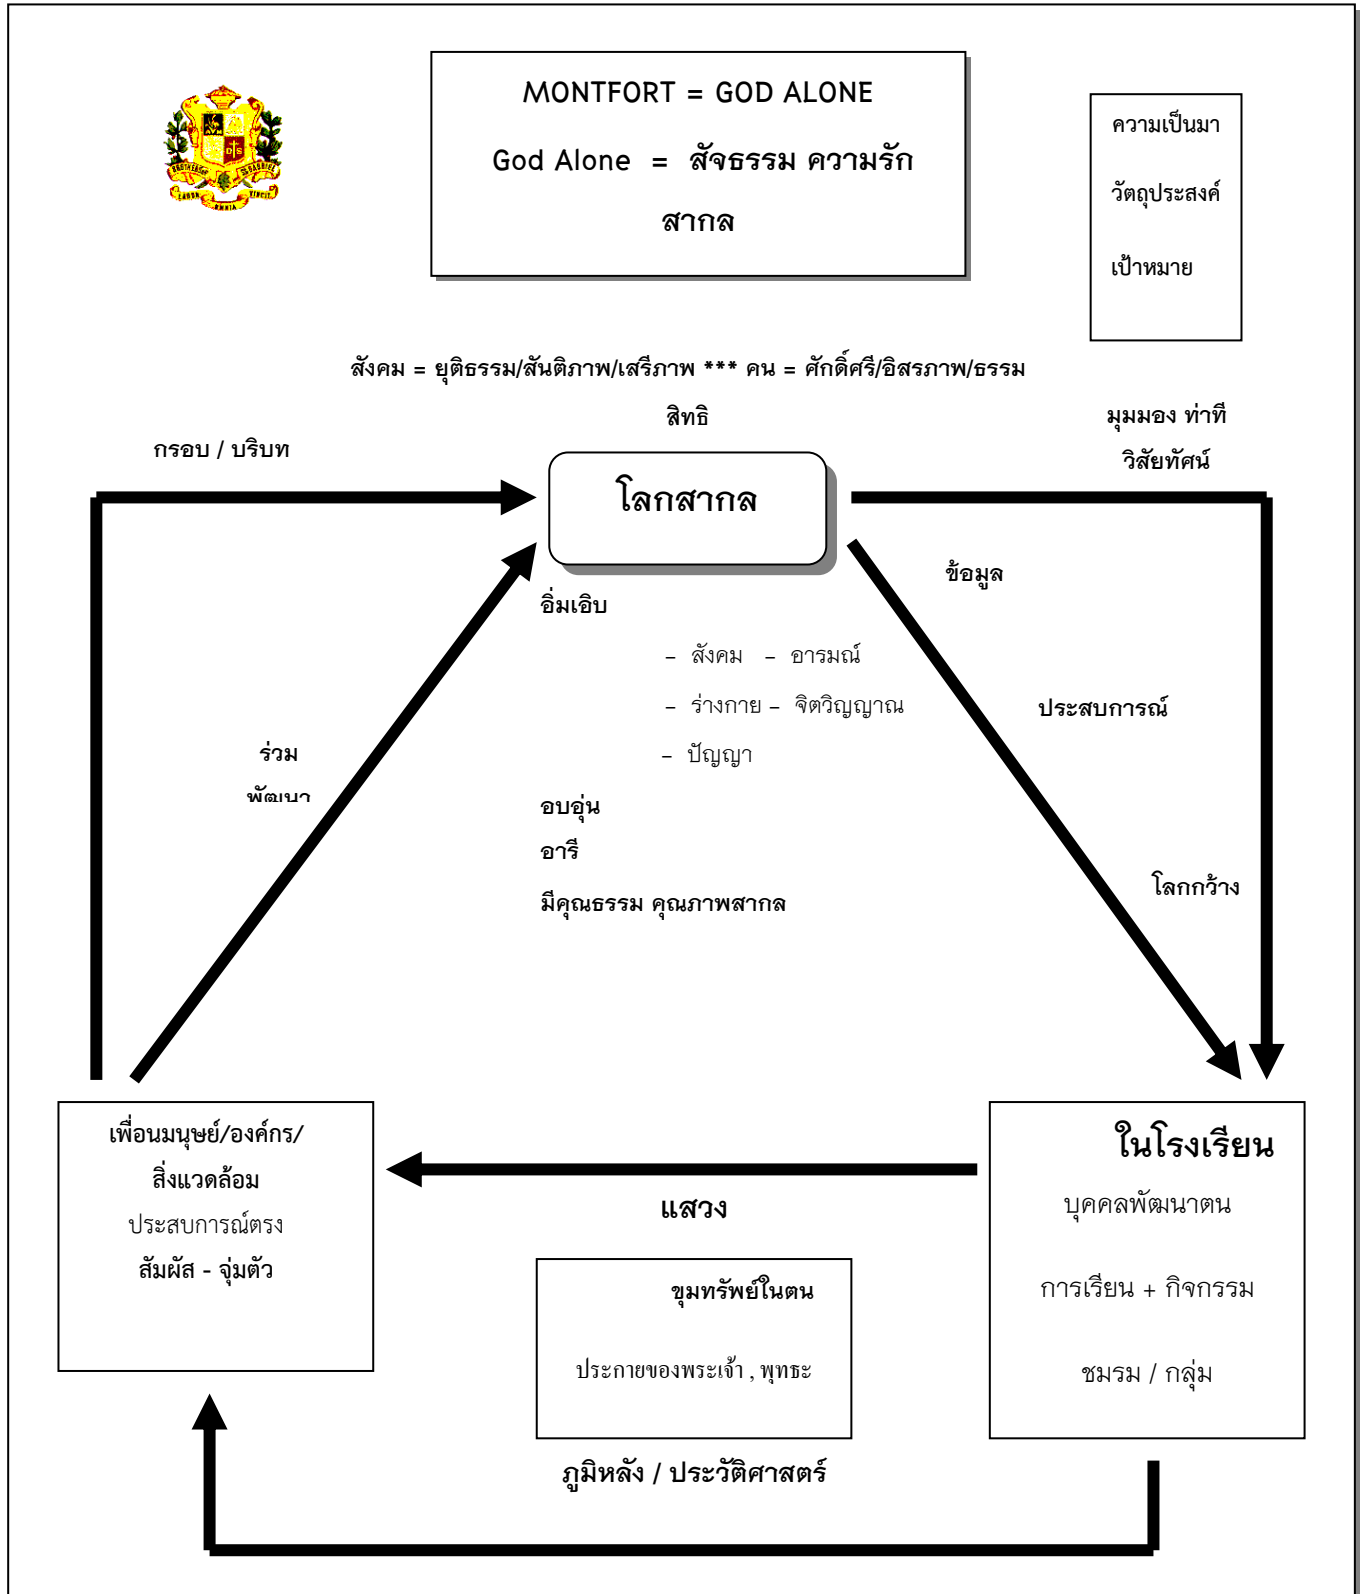 MONTFORT = GOD ALONE
God Alone = สัจธรรม ความรัก
สากล
ความเป็นมา
วัตถุประสงค์
เป้าหมาย
BROTHERS OF ST GABRIEL
DS
LABOR OMNIA VINCIT
สังคม = ยุติธรรม/สันติภาพ/เสรีภาพ *** คน = ศักดิ์ศรี/อิสรภาพ/ธรรม
สิทธิ
กรอบ / บริบท
มุมมอง ท่าที
วิสัยทัศน์
โลกสากล
ข้อมูล
อิ่มเอิบ
– สังคม – อารมณ์
– ร่างกาย – จิตวิญญาณ
– ปัญญา
ประสบการณ์
ร่วม
พัฒนา
อบอุ่น
อารี
มีคุณธรรม คุณภาพสากล
โลกกว้าง
เพื่อนมนุษย์/องค์กร/
สิ่งแวดล้อม
ประสบการณ์ตรง
สัมผัส - จุ่มตัว
แสวง
ในโรงเรียน
บุคคลพัฒนาตน
การเรียน + กิจกรรม
ชมรม / กลุ่ม
ขุมทรัพย์ในตน
ประกายของพระเจ้า , พุทธะ
ภูมิหลัง / ประวัติศาสตร์